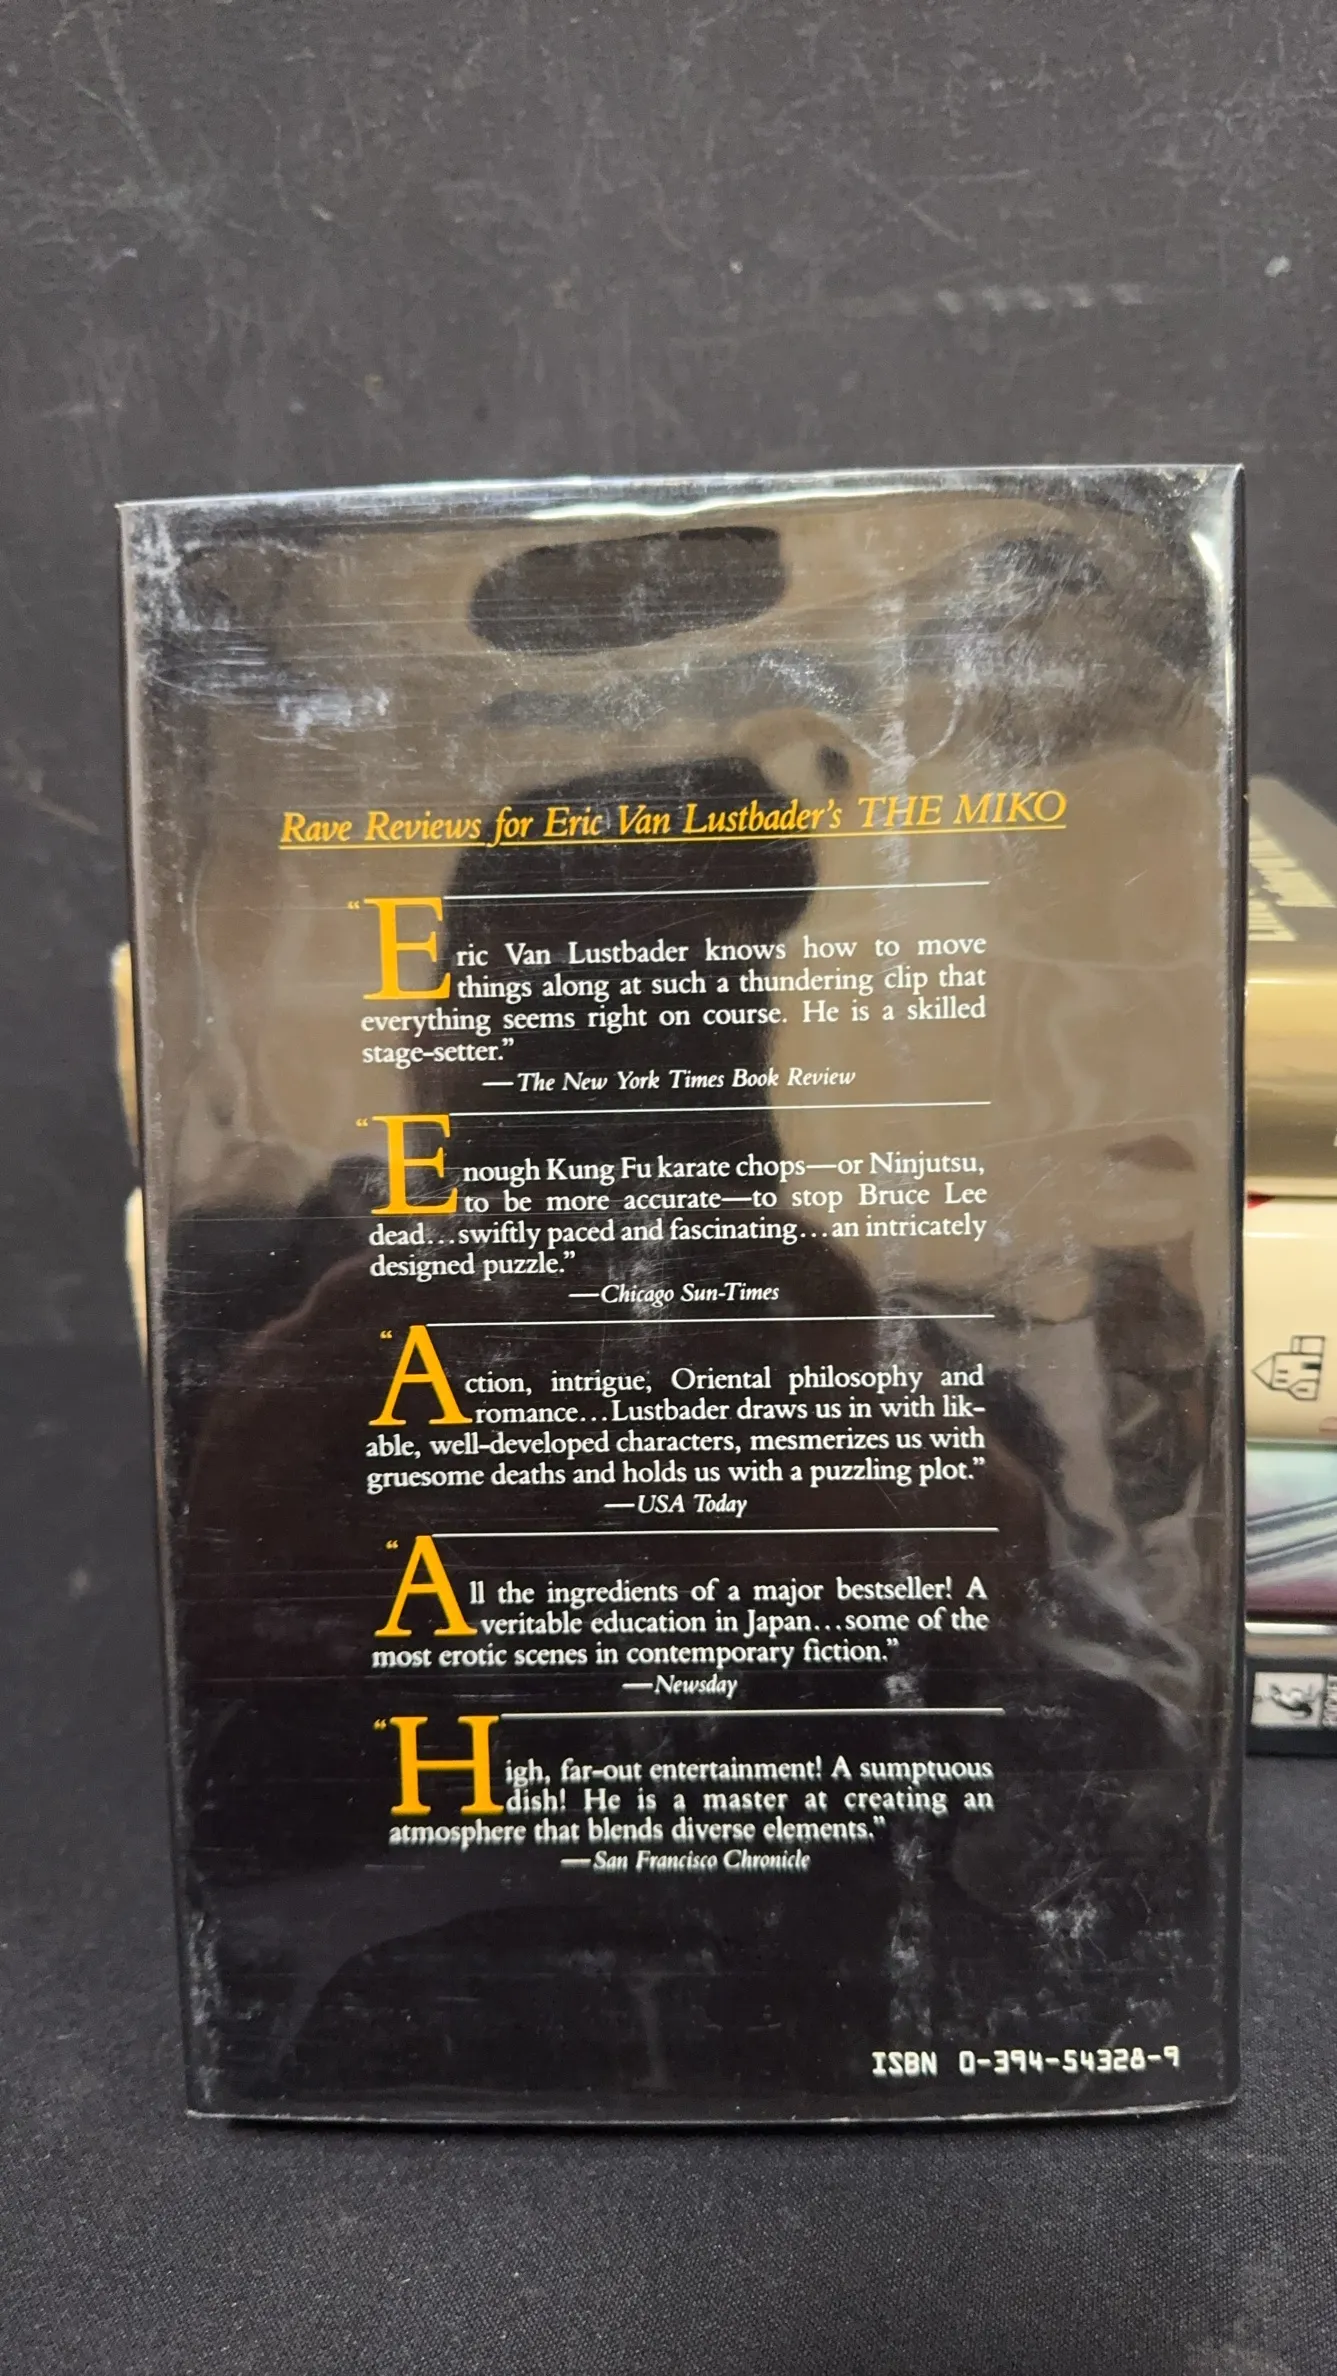 Rave Reviews for Eric Van Lustbader's THE MIKO
“Eric Van Lustbader knows how to move
things along at such a thundering clip that
everything seems right on course. He is a skilled
stage-setter.”
—The New York Times Book Review
“Enough Kung Fu karate chops—or Ninjutsu,
to be more accurate—to stop Bruce Lee
dead...swiftly paced and fascinating...an intricately
designed puzzle.”
—Chicago Sun-Times
“Action, intrigue, Oriental philosophy and
romance...Lustbader draws us in with lik-
able, well-developed characters, mesmerizes us with
gruesome deaths and holds us with a puzzling plot.”
—USA Today
“All the ingredients of a major bestseller! A
veritable education in Japan...some of the
most erotic scenes in contemporary fiction.”
—Newsday
“High, far-out entertainment! A sumptuous
dish! He is a master at creating an
atmosphere that blends diverse elements.”
—San Francisco Chronicle
ISBN 0-394-54328-9